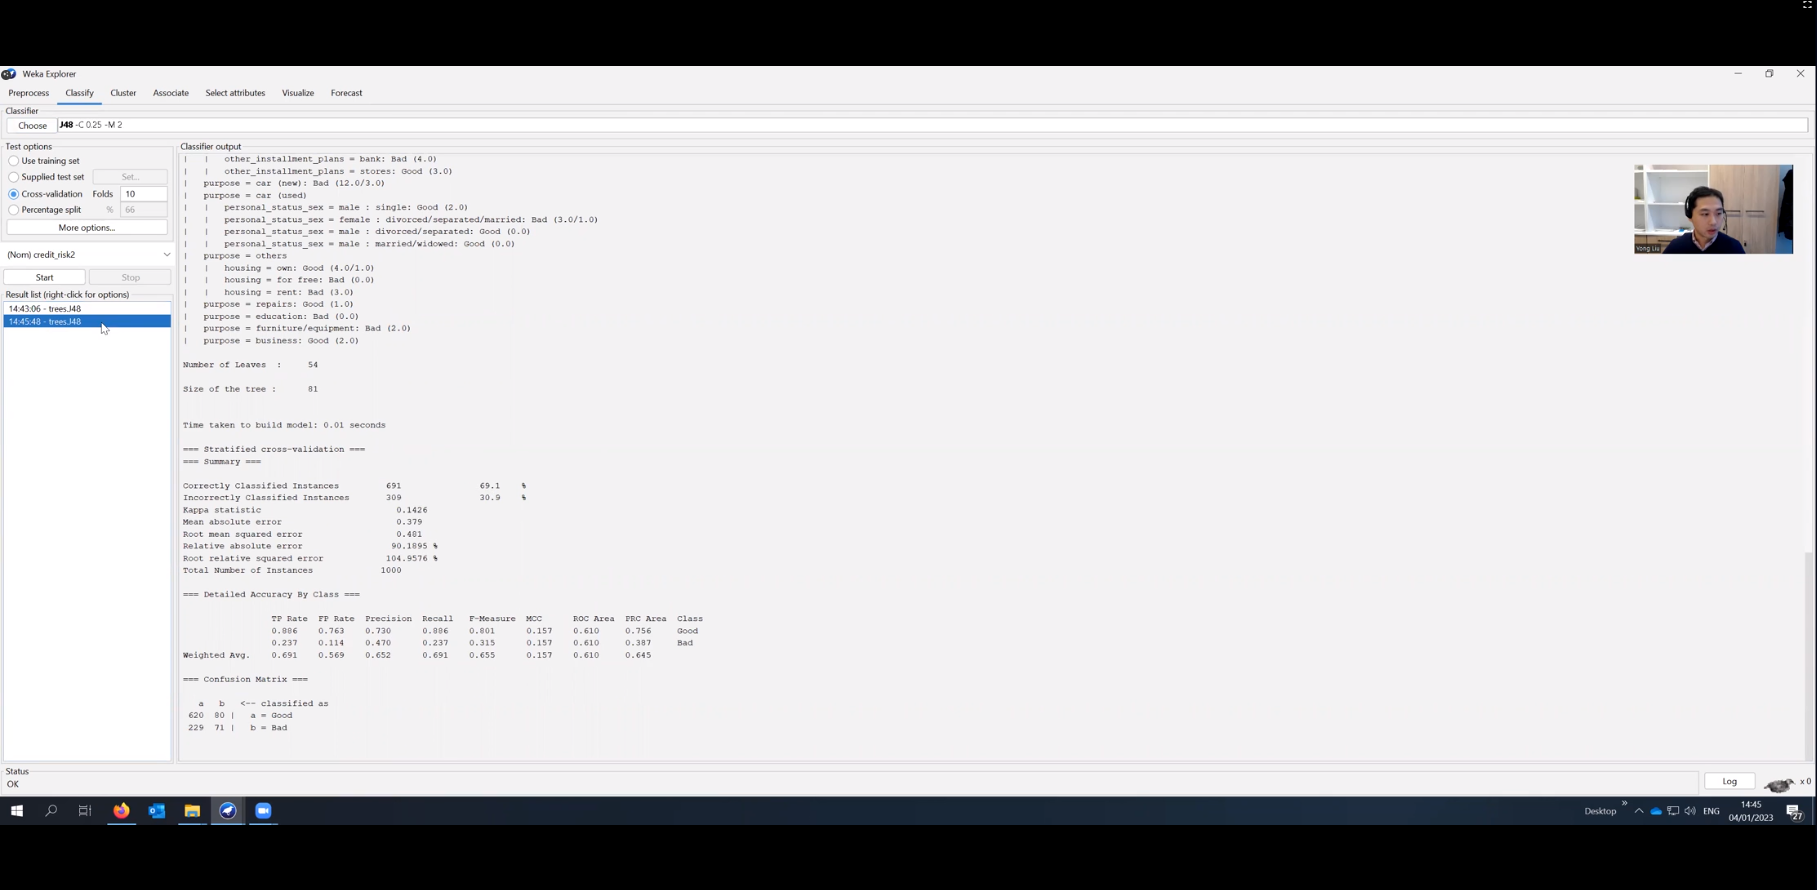 Weka Explorer
Preprocess Classify Cluster Associate Select attributes Visualize Forecast
Classifier
Choose J48 -C 0.25 -M 2
Test options
Use training set
Supplied test set Set...
Cross-validation Folds 10
Percentage split % 66
More options...
(Nom) credit_risk2
Start Stop
Result list (right-click for options)
14:43:06 - trees.J48
14:45:48 - trees.J48
Classifier output
| | other_installment_plans = bank: Bad (4.0)
| | other_installment_plans = stores: Good (3.0)
| purpose = car (new): Bad (12.0/3.0)
| purpose = car (used)
| | personal_status_sex = male : single: Good (2.0)
| | personal_status_sex = female : divorced/separated/married: Bad (3.0/1.0)
| | personal_status_sex = male : divorced/separated: Good (0.0)
| | personal_status_sex = male : married/widowed: Good (0.0)
| purpose = others
| | housing = own: Good (4.0/1.0)
| | housing = for free: Bad (0.0)
| | housing = rent: Bad (3.0)
| purpose = repairs: Good (1.0)
| purpose = education: Bad (0.0)
| purpose = furniture/equipment: Bad (2.0)
| purpose = business: Good (2.0)
Number of Leaves : 54
Size of the tree : 81
Time taken to build model: 0.01 seconds
=== Stratified cross-validation ===
=== Summary ===
Correctly Classified Instances 691 69.1 %
Incorrectly Classified Instances 309 30.9 %
Kappa statistic 0.1426
Mean absolute error 0.379
Root mean squared error 0.481
Relative absolute error 90.1895 %
Root relative squared error 104.9576 %
Total Number of Instances 1000
=== Detailed Accuracy By Class ===
TP Rate FP Rate Precision Recall F-Measure MCC ROC Area PRC Area Class
0.886 0.763 0.730 0.886 0.801 0.157 0.610 0.756 Good
0.237 0.114 0.470 0.237 0.315 0.157 0.610 0.387 Bad
Weighted Avg. 0.691 0.569 0.652 0.691 0.655 0.157 0.610 0.645
=== Confusion Matrix ===
a b <-- classified as
620 80 | a = Good
229 71 | b = Bad
Yong Liu
Status
OK
Log x 0
Desktop » ENG 14:45
04/01/2023 27